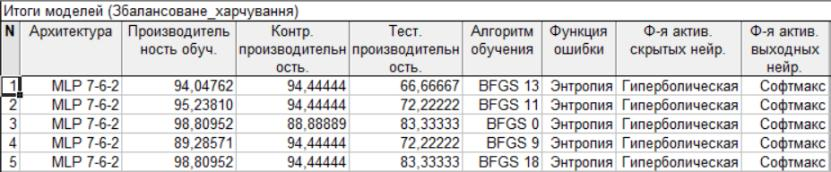 Итоги моделей (Збалансоване_харчування)
N Архитектура Производитель ность обуч. Контр. производительн ость. Тест. производительн ость. Алгоритм обучения Функция ошибки Ф-я актив. скрытых нейр. Ф-я актив. выходных нейр.
1 MLP 7-6-2 94,04762 94,44444 66,66667 BFGS 13 Энтропия Гиперболическая Софтмакс
2 MLP 7-6-2 95,23810 94,44444 72,22222 BFGS 11 Энтропия Гиперболическая Софтмакс
3 MLP 7-6-2 98,80952 88,88889 83,33333 BFGS 0 Энтропия Гиперболическая Софтмакс
4 MLP 7-6-2 89,28571 94,44444 72,22222 BFGS 9 Энтропия Гиперболическая Софтмакс
5 MLP 7-6-2 98,80952 94,44444 83,33333 BFGS 18 Энтропия Гиперболическая Софтмакс